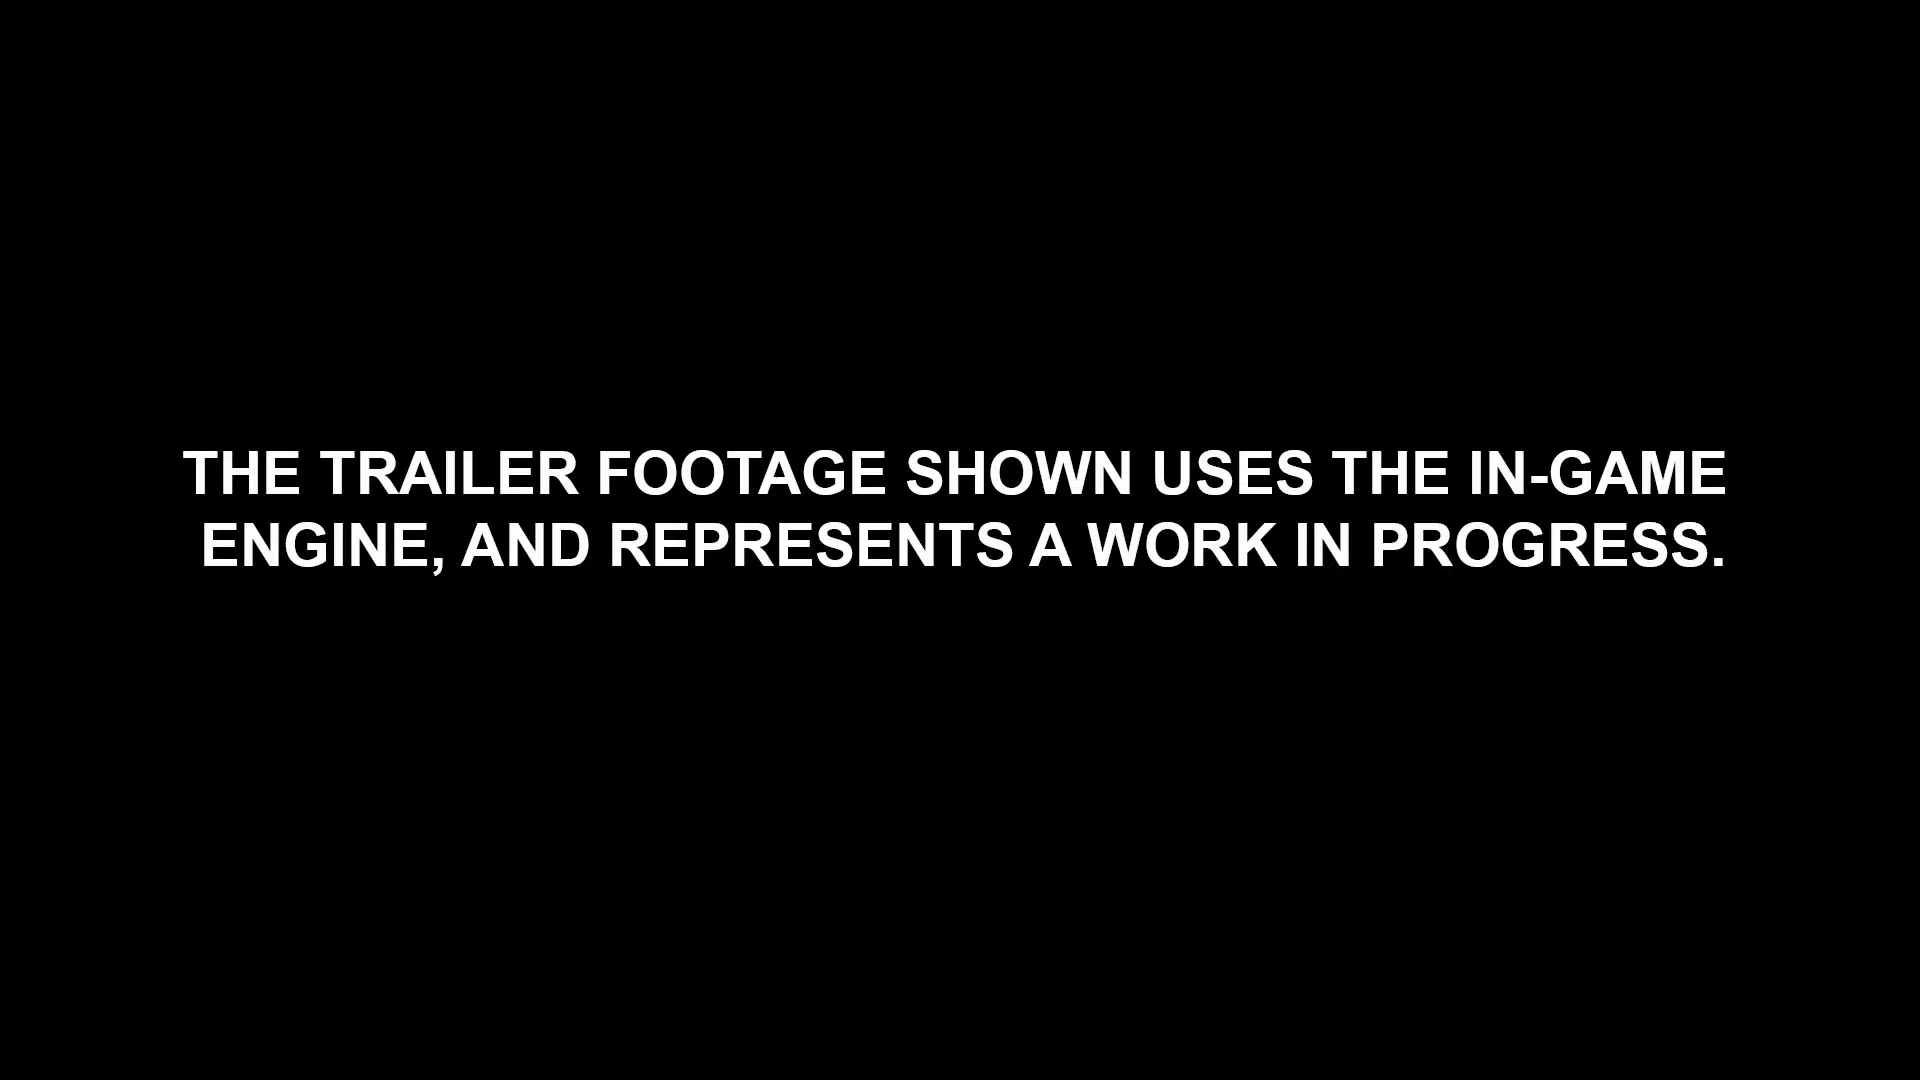 THE TRAILER FOOTAGE SHOWN USES THE IN-GAME
ENGINE, AND REPRESENTS A WORK IN PROGRESS.